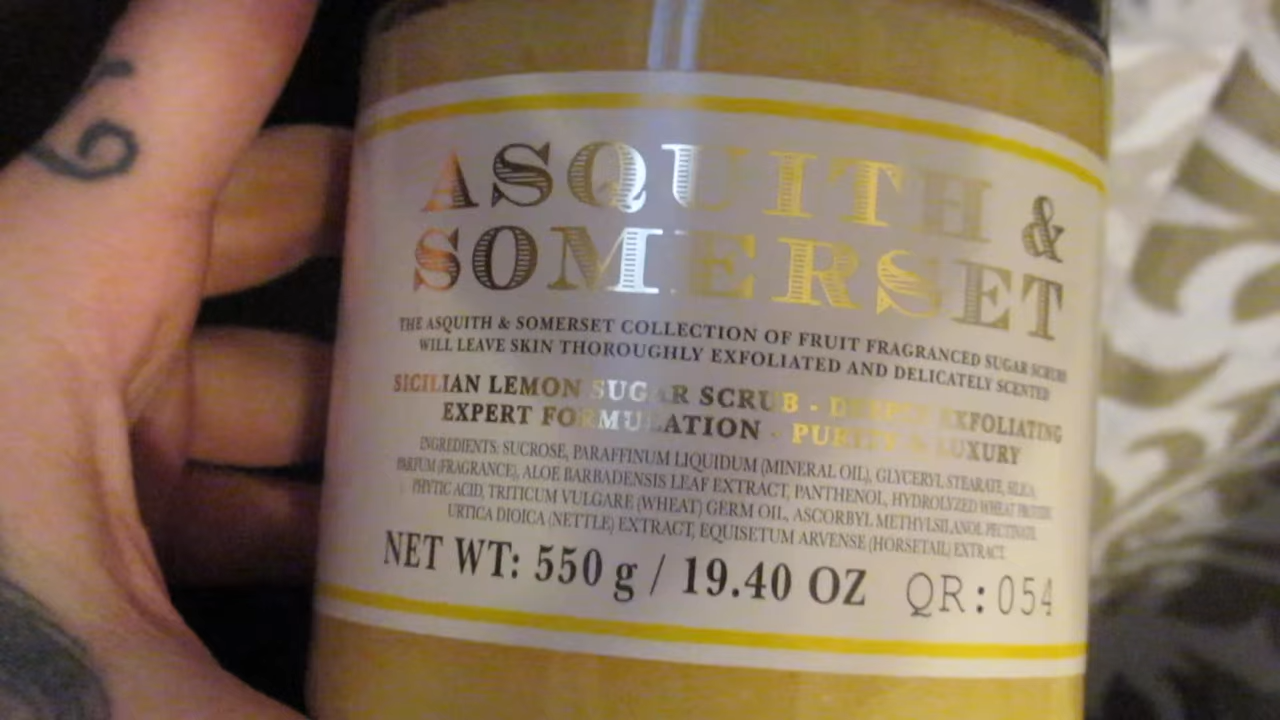 ASQUITH &
SOMERSET
THE ASQUITH & SOMERSET COLLECTION OF FRUIT FRAGRANCED SUGAR SCRUBS
WILL LEAVE SKIN THOROUGHLY EXFOLIATED AND DELICATELY SCENTED
SICILIAN LEMON SUGAR SCRUB - DEEPLY EXFOLIATING
EXPERT FORMULATION - PURITY & LUXURY
INGREDIENTS: SUCROSE, PARAFFINUM LIQUIDUM (MINERAL OIL), GLYCERYL STEARATE, SILICA,
PARFUM (FRAGRANCE), ALOE BARBADENSIS LEAF EXTRACT, PANTHENOL, HYDROLYZED WHEAT PROTEIN
PHYTIC ACID, TRITICUM VULGARE (WHEAT) GERM OIL, ASCORBYL METHYLSILANOL PECTINATE
URTICA DIOICA (NETTLE) EXTRACT, EQUISETUM ARVENSE (HORSETAIL) EXTRACT.
NET WT: 550 g / 19.40 OZ QR:054